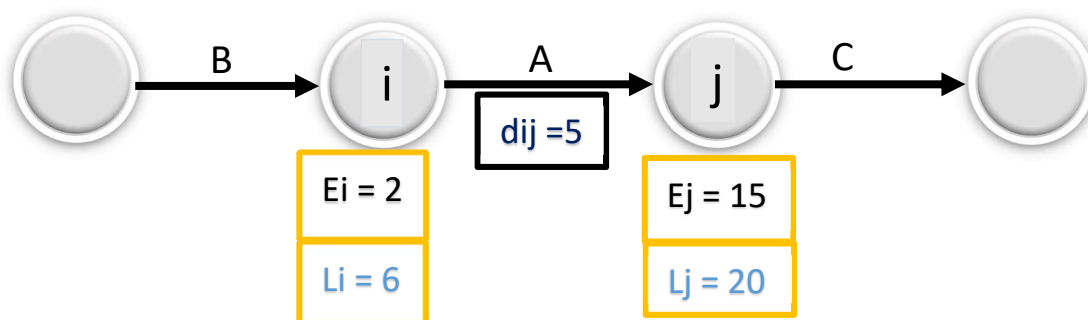 B
i
A
j
C
dij =5
Ei = 2
Li = 6
Ej = 15
Lj = 20